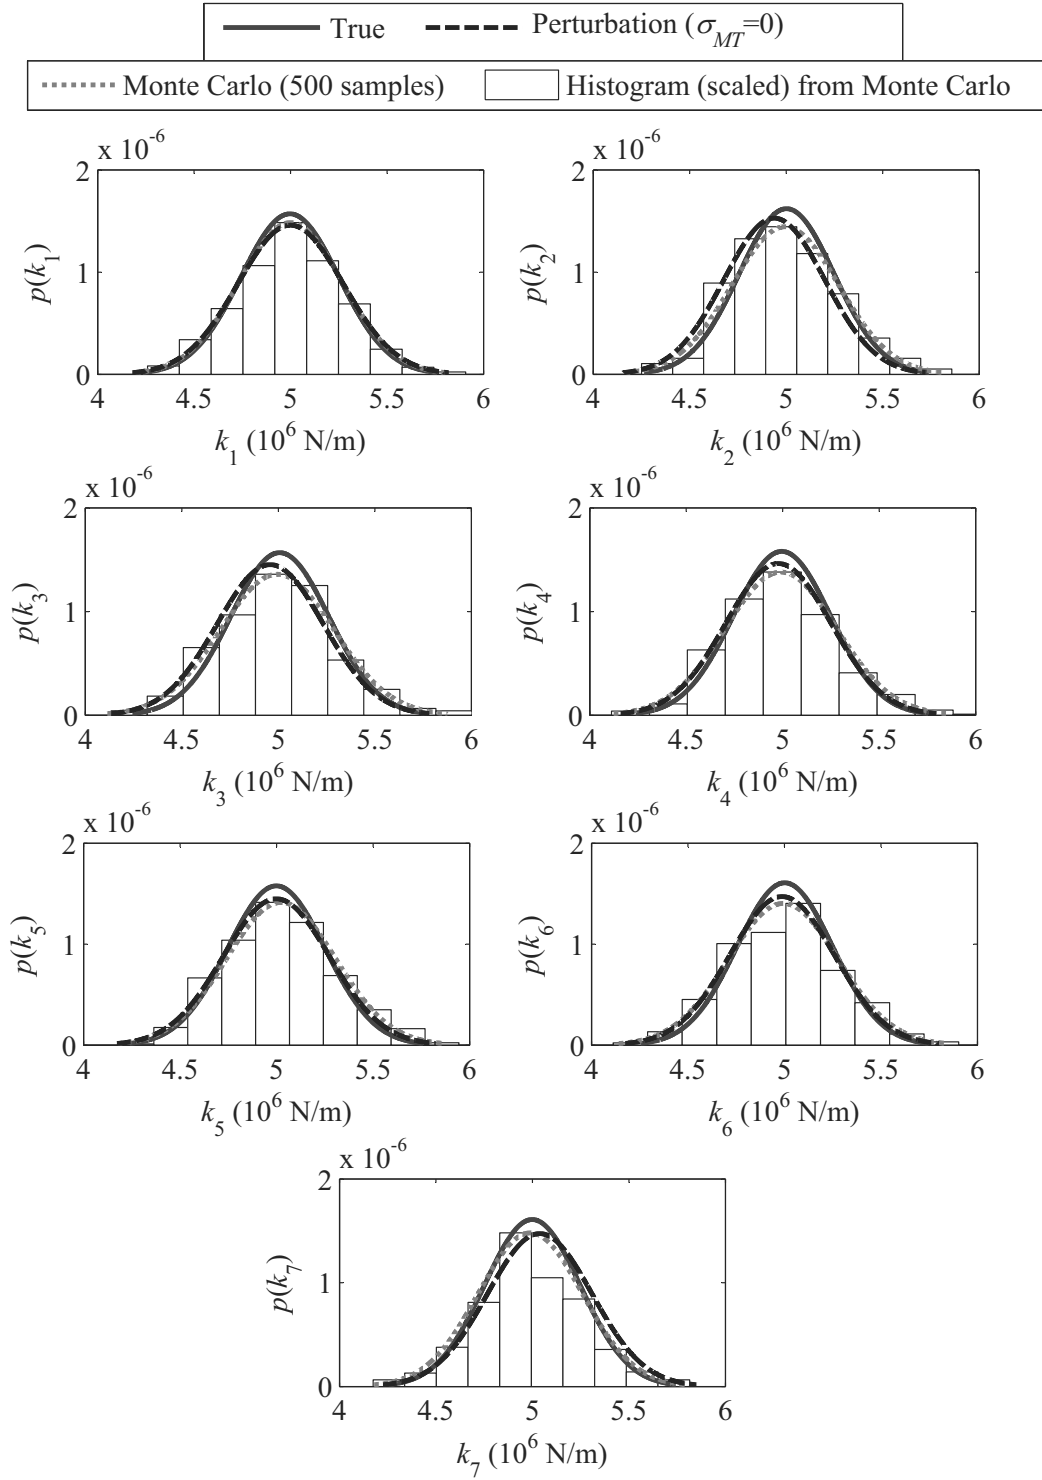 True Perturbation (σMT=0)
Monte Carlo (500 samples) Histogram (scaled) from Monte Carlo
x 10-6
2
1
0
p(k1)
4 4.5 5 5.5 6
k1 (106 N/m)
x 10-6
2
1
0
p(k2)
4 4.5 5 5.5 6
k2 (106 N/m)
x 10-6
2
1
0
p(k3)
4 4.5 5 5.5 6
k3 (106 N/m)
x 10-6
2
1
0
p(k4)
4 4.5 5 5.5 6
k4 (106 N/m)
x 10-6
2
1
0
p(k5)
4 4.5 5 5.5 6
k5 (106 N/m)
x 10-6
2
1
0
p(k6)
4 4.5 5 5.5 6
k6 (106 N/m)
x 10-6
2
1
0
p(k7)
4 4.5 5 5.5 6
k7 (106 N/m)